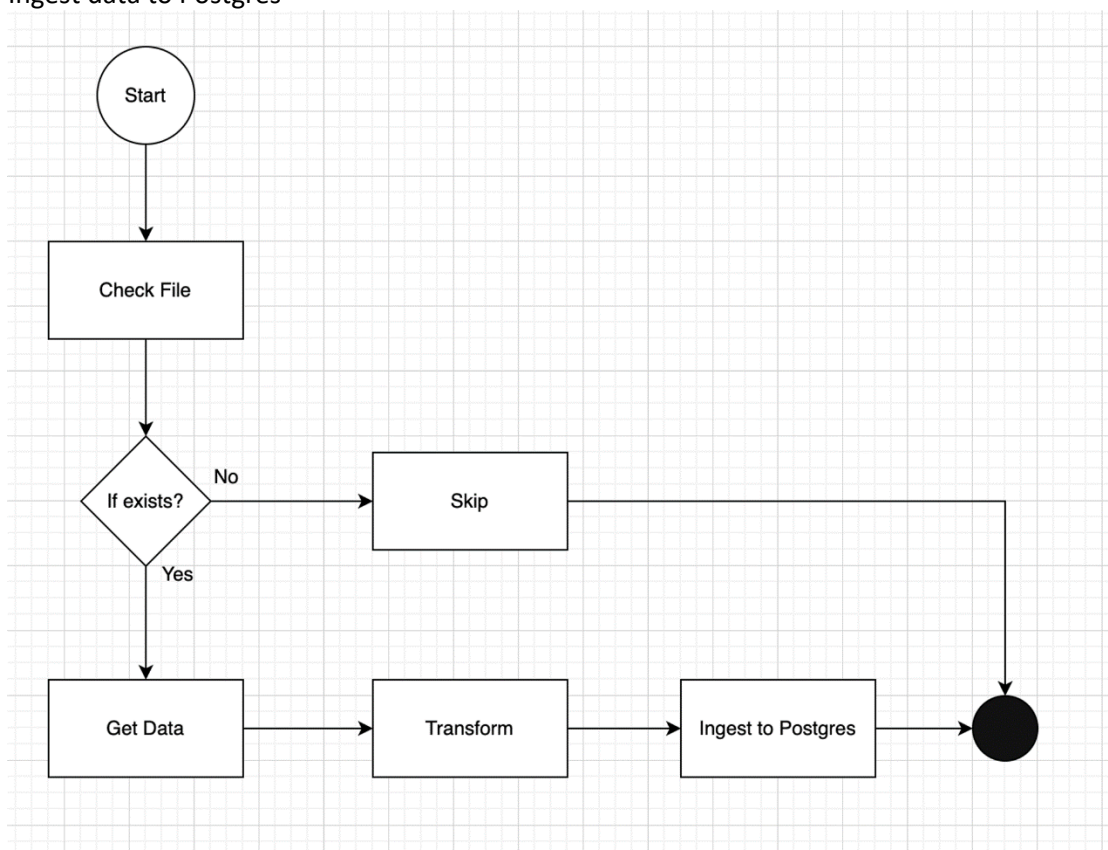 Ingest data to Postgres
Start
Check File
If exists?
No
Skip
Yes
Get Data
Transform
Ingest to Postgres